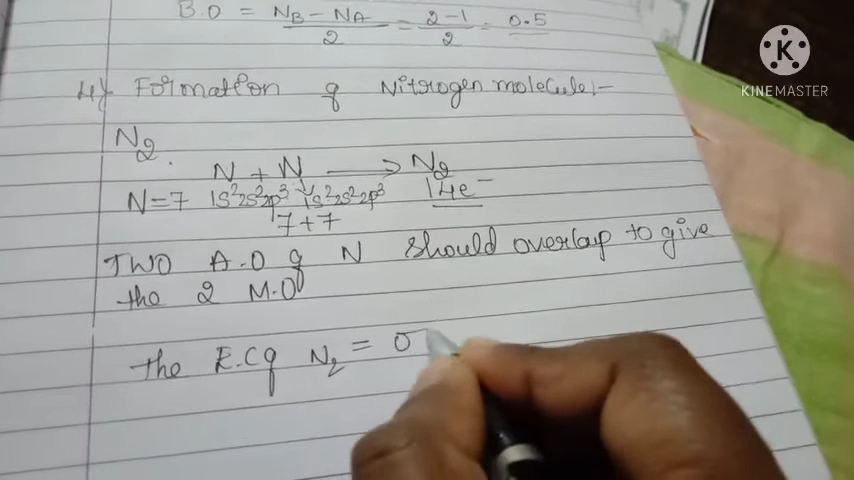 B.O = NB - NA / 2 = 2-1 / 2 = 0.5
KINEMASTER
4) Formation of Nitrogen molecule:-
N2.
N + N → N2
N=7 1s²2s²2p³ 1s²2s²2p³ 14e⁻
7+7
TWO A.O of N should overlap to give
the 2 M.O
the E.C of N2 = σ